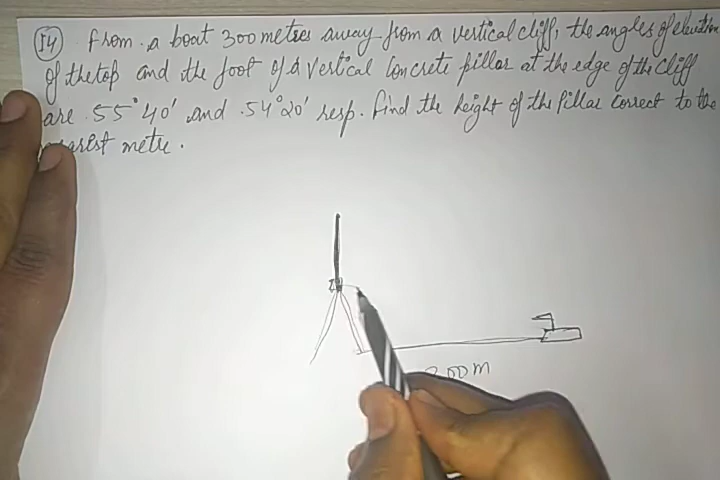 54 from a boat 300 metres away from a vertical cliff, the angles of elevation
of the top and the foot of a vertical concrete pillar at the edge of the cliff
are 55° 40' and 54° 20' resp. find the height of the pillar correct to the
metre.
300m